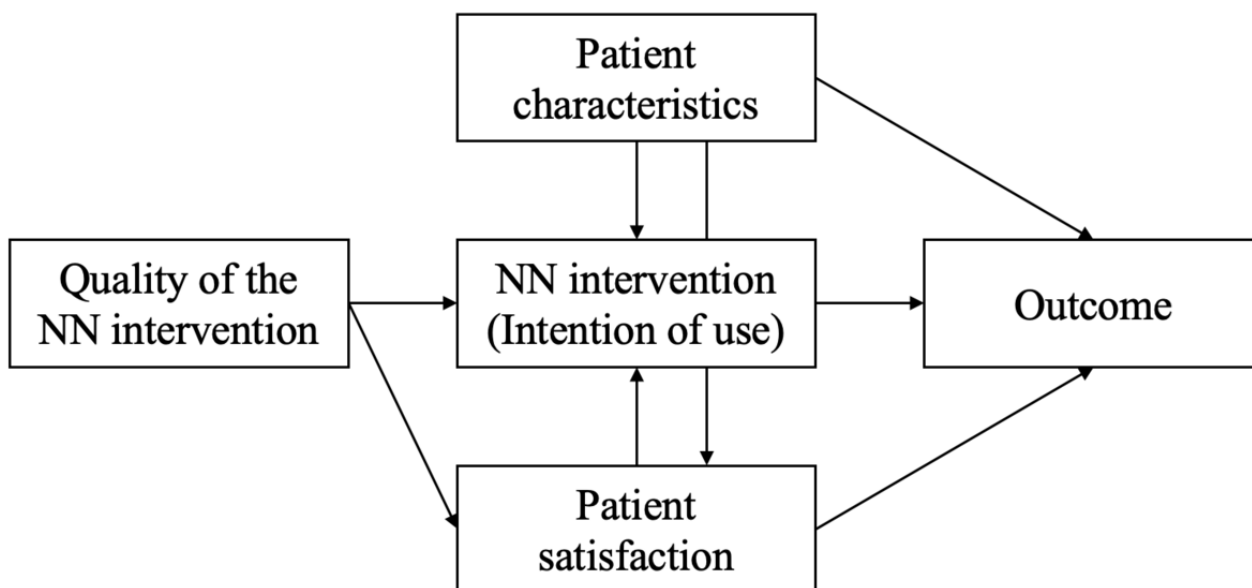 Patient
characteristics
Quality of the
NN intervention
NN intervention
(Intention of use)
Outcome
Patient
satisfaction